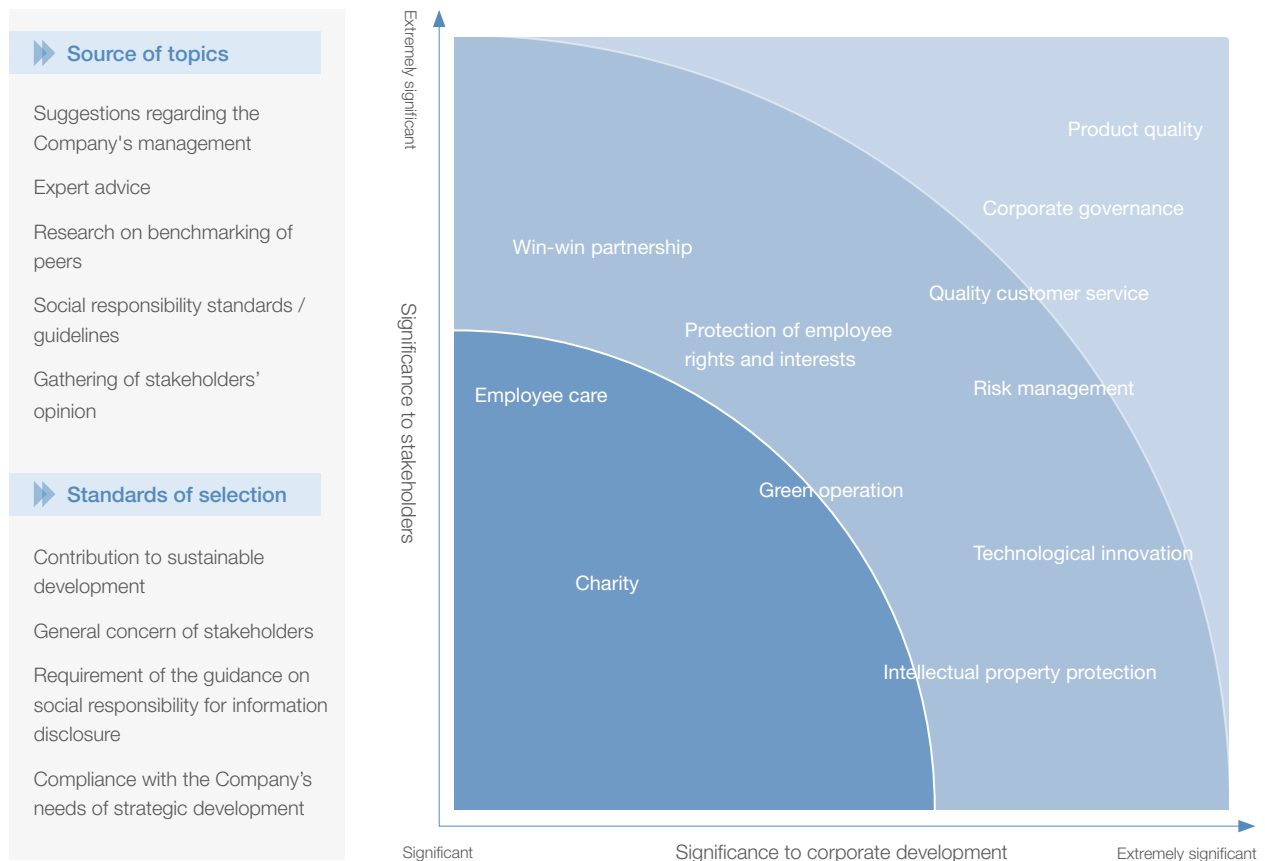 Source of topics
Suggestions regarding the
Company's management
Expert advice
Research on benchmarking of
peers
Social responsibility standards /
guidelines
Gathering of stakeholders’
opinion
Standards of selection
Contribution to sustainable
development
General concern of stakeholders
Requirement of the guidance on
social responsibility for information
disclosure
Compliance with the Company’s
needs of strategic development
Extremely significant
Significance to stakeholders
Product quality
Corporate governance
Win-win partnership
Quality customer service
Protection of employee
rights and interests
Risk management
Employee care
Green operation
Technological innovation
Charity
Intellectual property protection
Significant
Significance to corporate development
Extremely significant